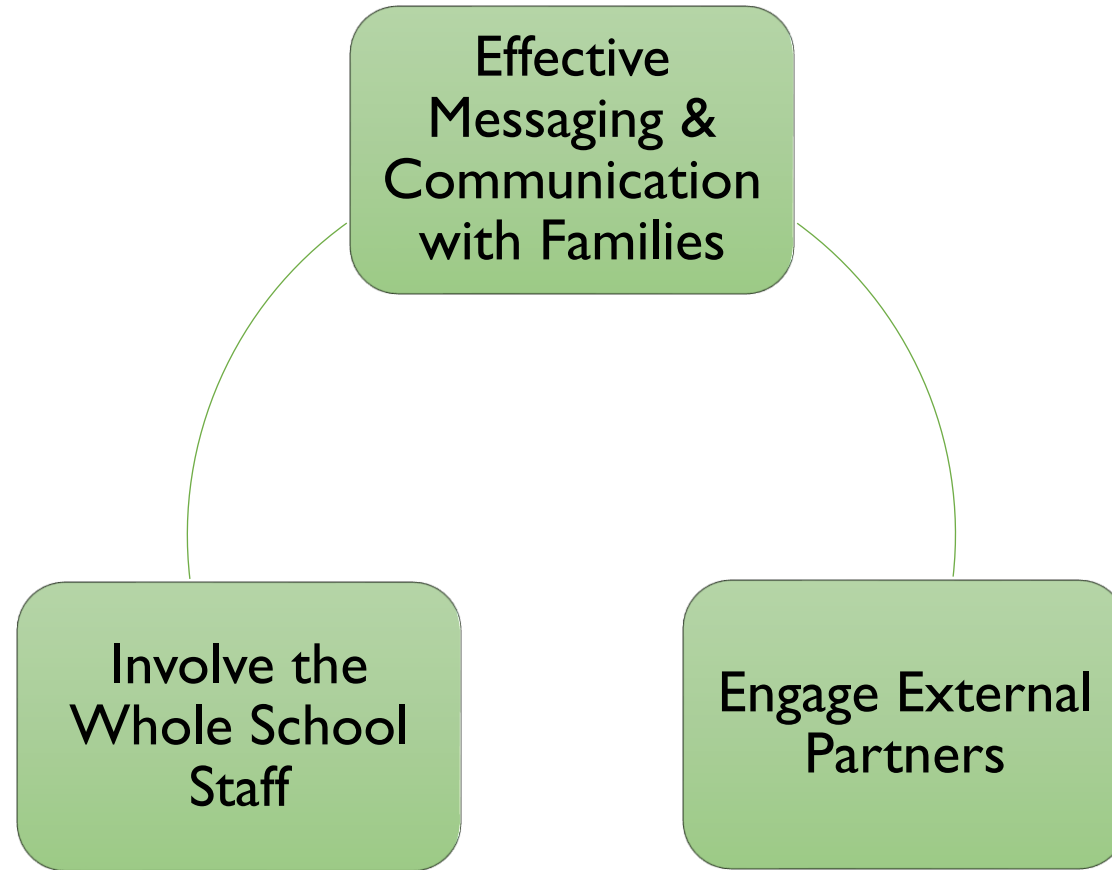 Effective
Messaging &
Communication
with Families
Involve the
Whole School
Staff
Engage External
Partners